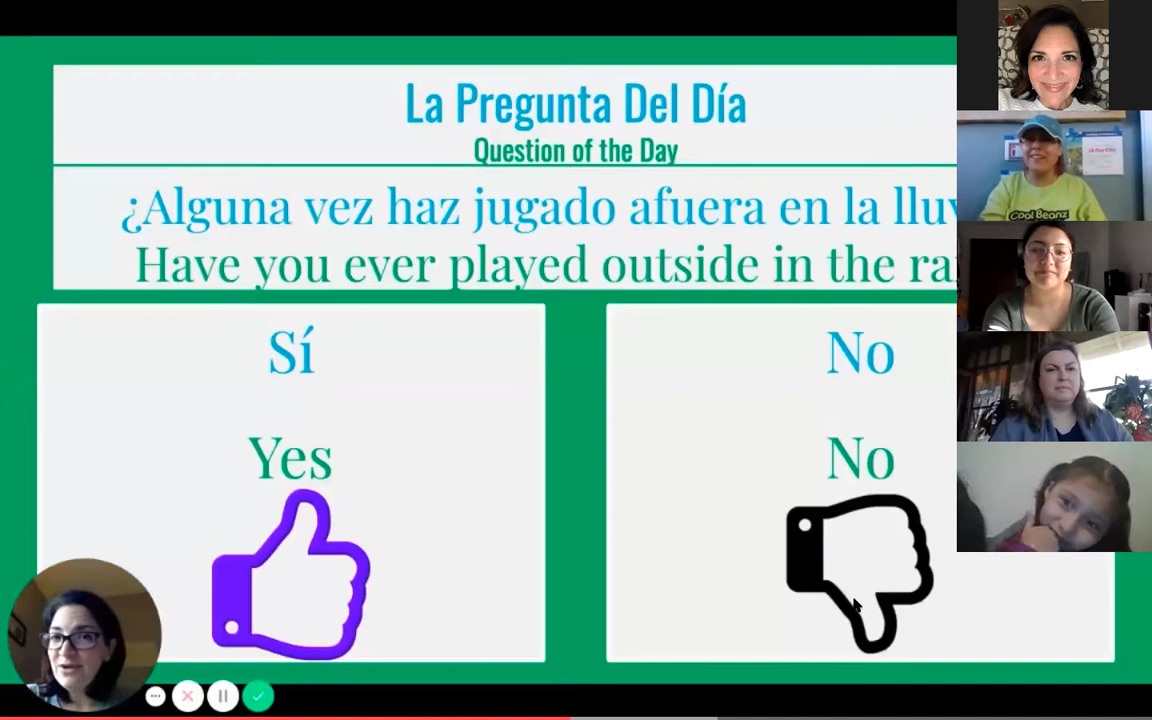 La Pregunta Del Día
Question of the Day
¿Alguna vez haz jugado afuera en la
Have you ever played outside in the
Sí
No
Yes
No
Cool Beanz